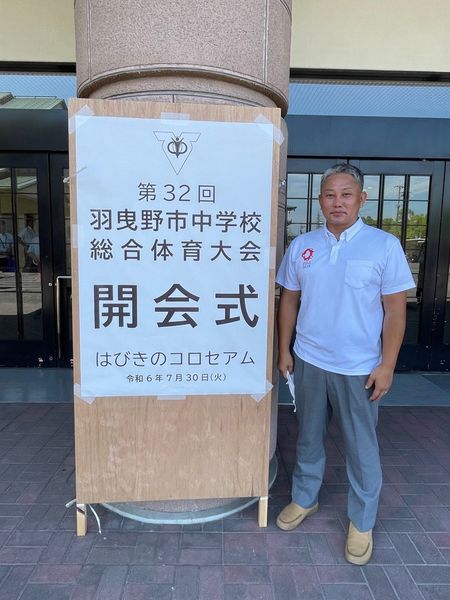 第32回
羽曳野市中学校
総合体育大会
開会式
はびきのコロセアム
令和6年7月30日(火)